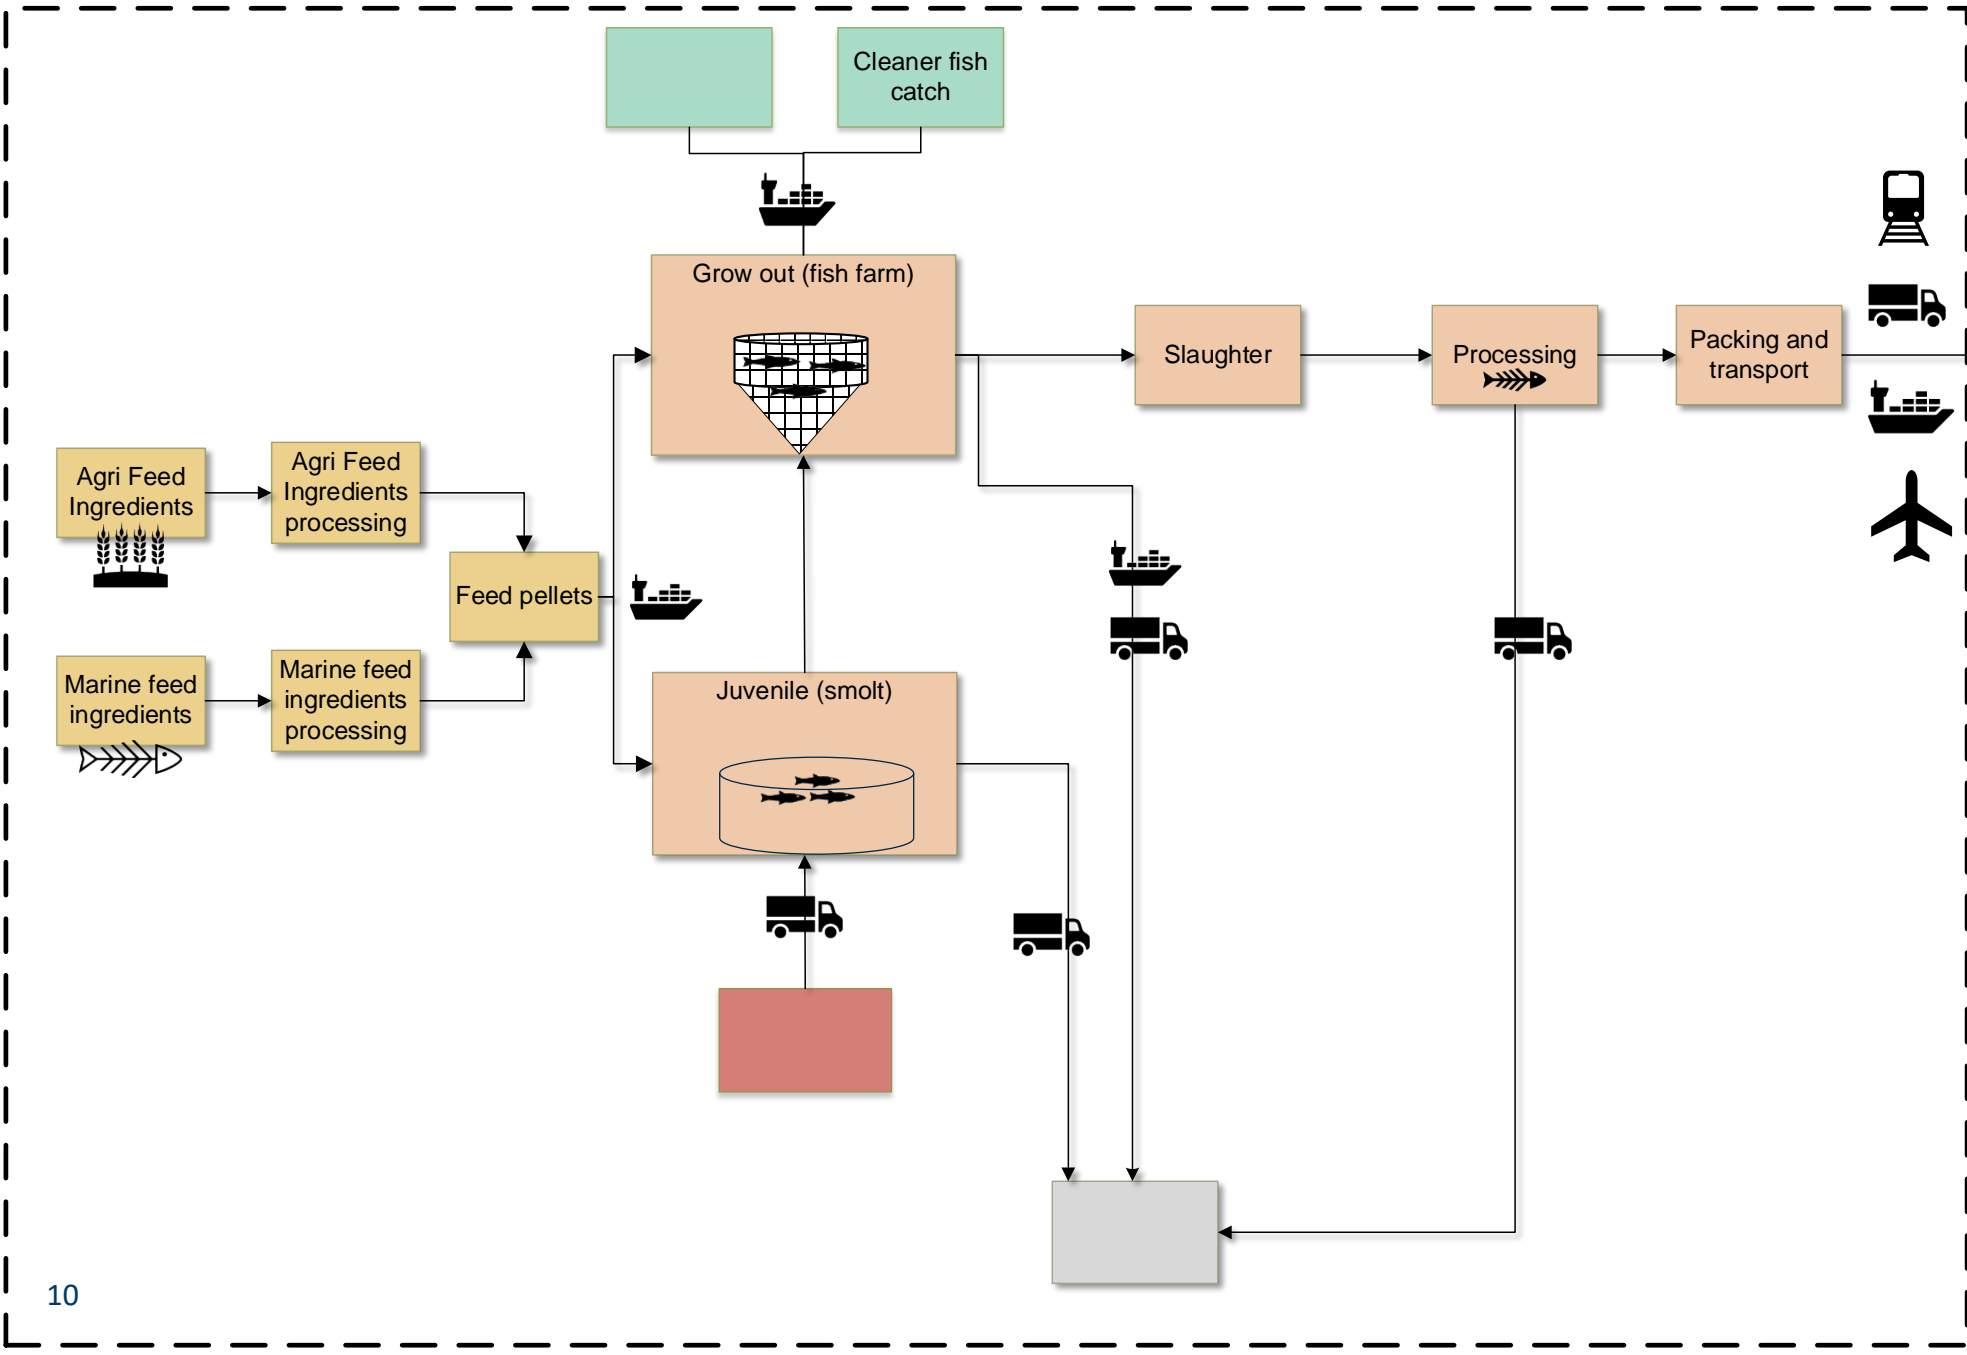 Cleaner fish
catch
Grow out (fish farm)
Slaughter
Processing
Packing and
transport
Agri Feed
Ingredients
Agri Feed
Ingredients
processing
Feed pellets
Marine feed
ingredients
Marine feed
ingredients
processing
Juvenile (smolt)
10